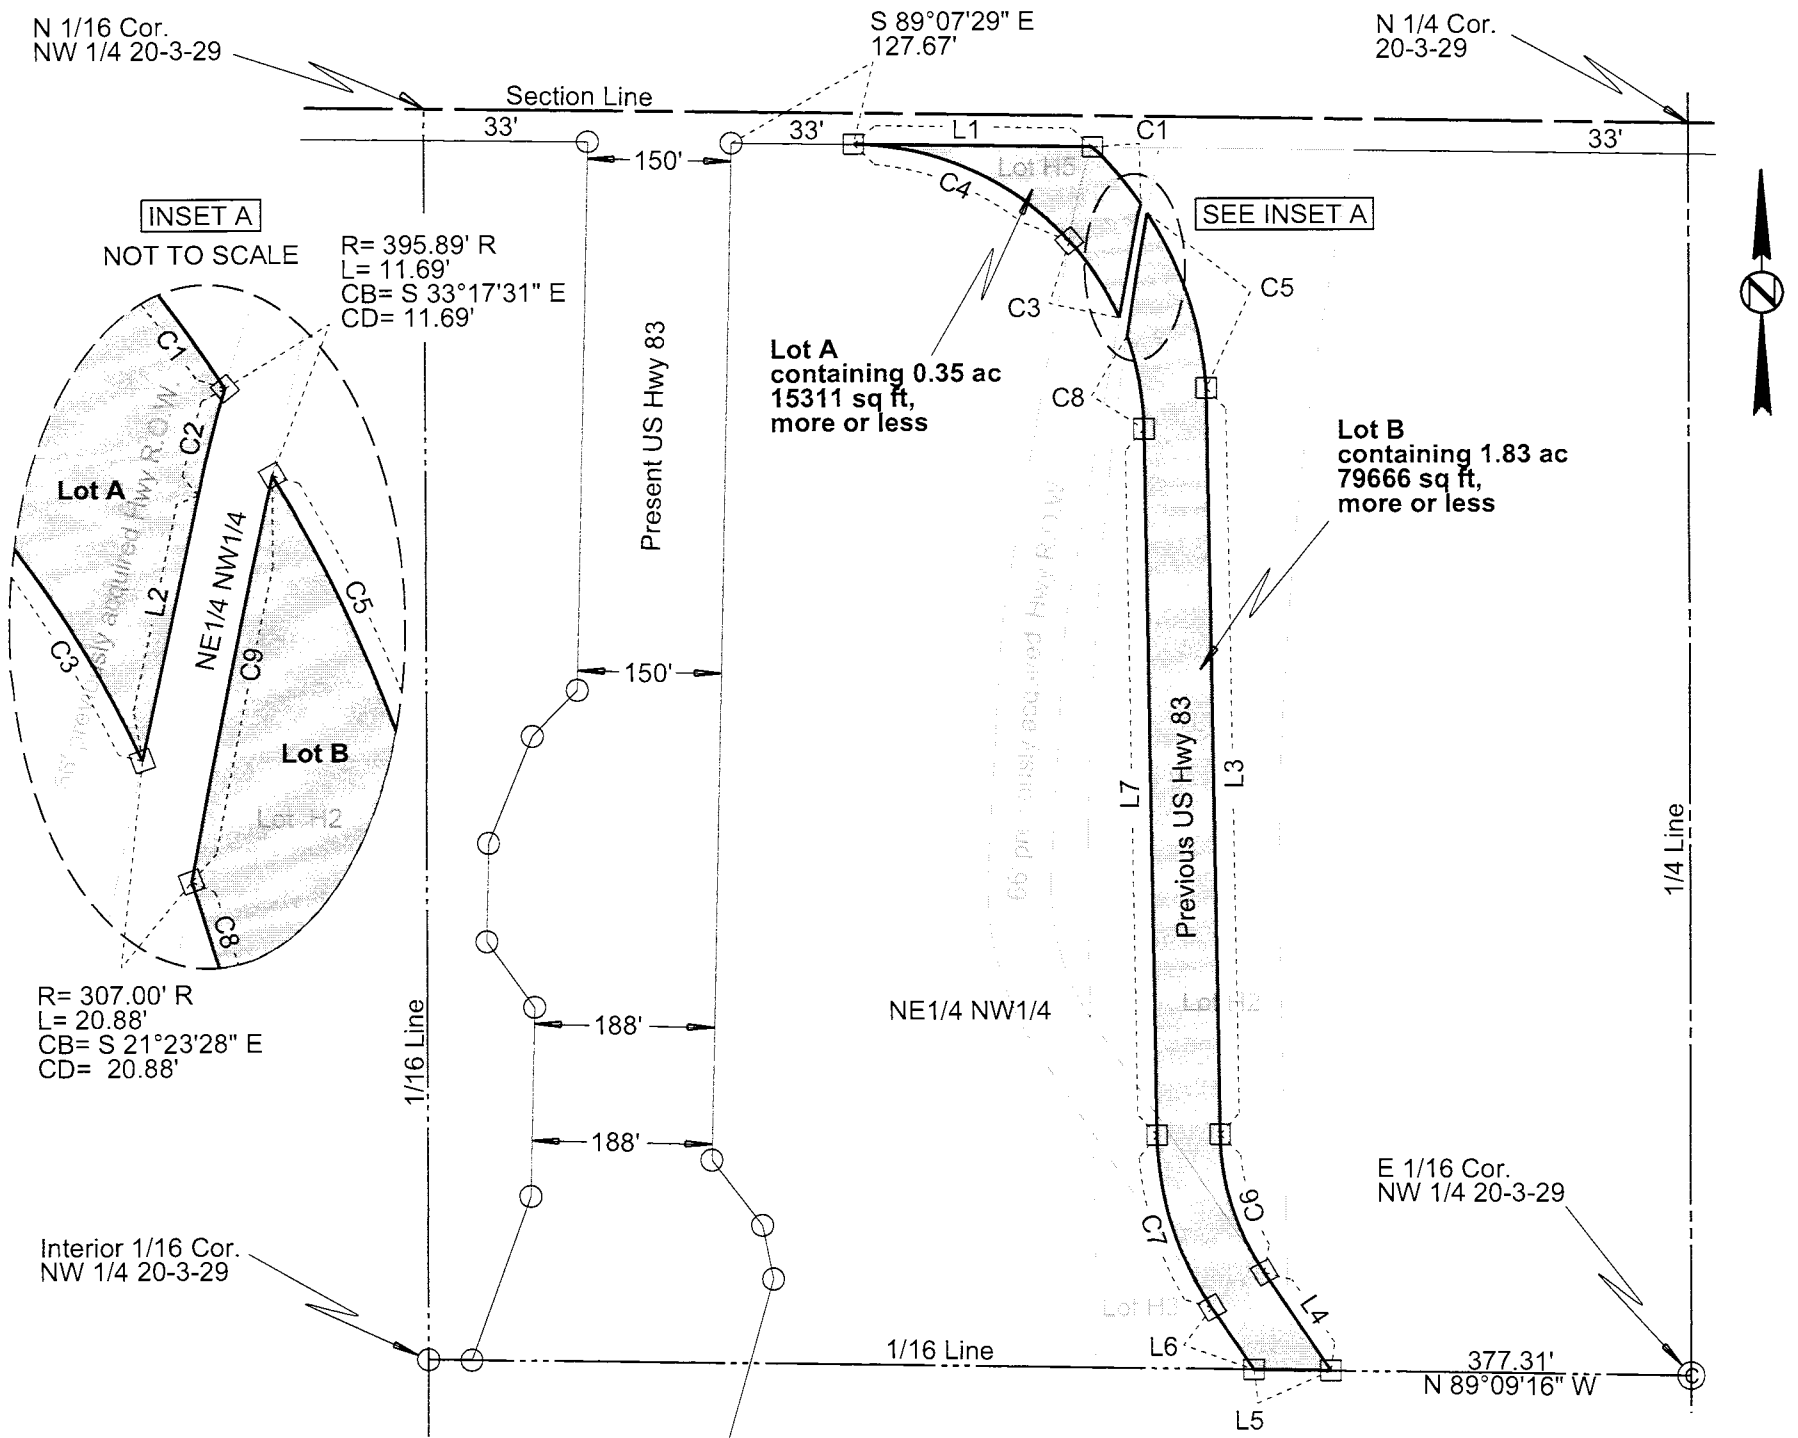 N 1/16 Cor.
NW 1/4 20-3-29
S 89°07'29" E
127.67'
N 1/4 Cor.
20-3-29
Section Line
33'
33'
L1
C1
33'
150'
Lot H5
C4
INSET A
NOT TO SCALE
SEE INSET A
R= 395.89' R
L= 11.69'
CB= S 33°17'31" E
CD= 11.69'
C3
C5
C1
C2
Lot A
L2
C3
NE1/4 NW1/4
C9
C5
Lot B
Lot H2
C8
Present US Hwy 83
Lot A
containing 0.35 ac
15311 sq ft,
more or less
C8
Lot B
containing 1.83 ac
79666 sq ft,
more or less
150'
66' previously acquired Hwy R.O.W.
L7
Previous US Hwy 83
L3
1/4 Line
R= 307.00' R
L= 20.88'
CB= S 21°23'28" E
CD= 20.88'
1/16 Line
188'
NE1/4 NW1/4
Lot H2
188'
E 1/16 Cor.
NW 1/4 20-3-29
C7
C6
Interior 1/16 Cor.
NW 1/4 20-3-29
Lot H3
L4
L6
1/16 Line
377.31'
N 89°09'16" W
L5
N
C